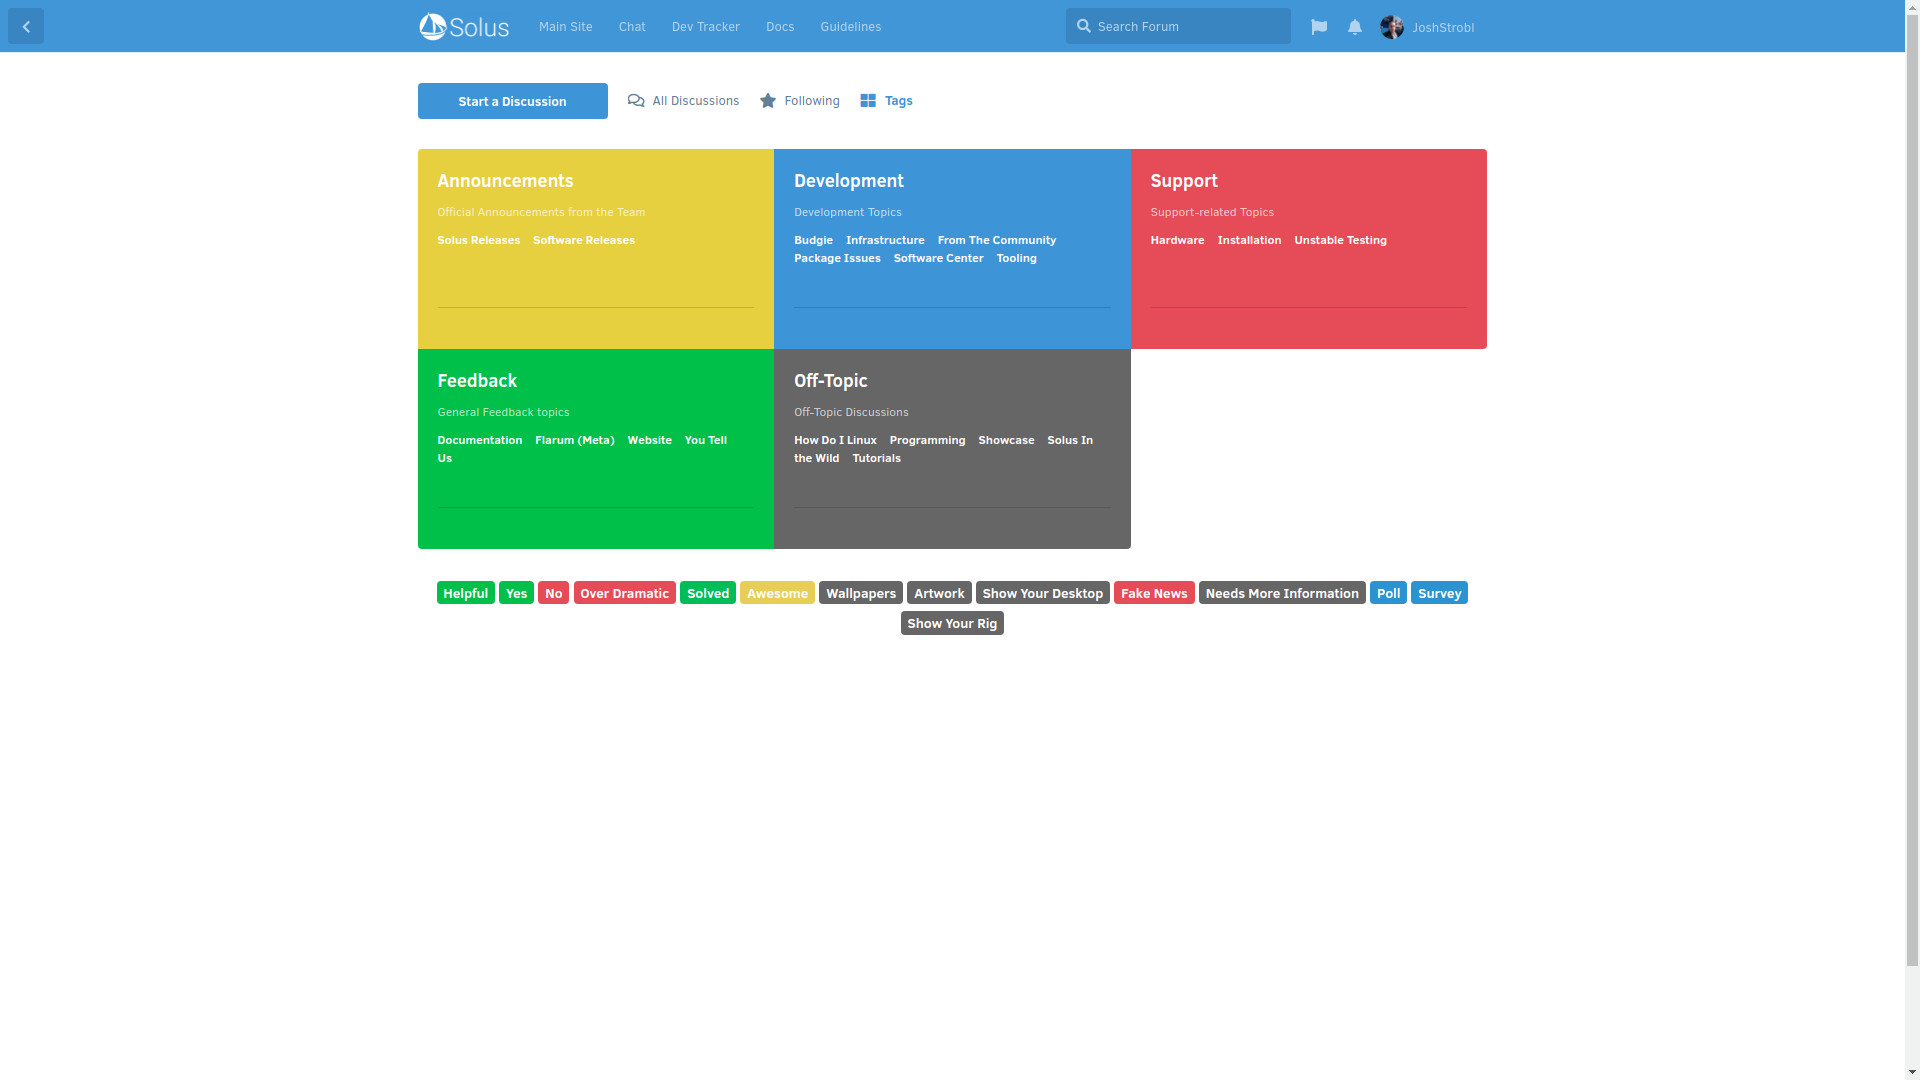 Solus Main Site Chat Dev Tracker Docs Guidelines Search Forum JoshStrobl
Start a Discussion All Discussions Following Tags
Announcements
Official Announcements from the Team
Solus Releases Software Releases
Development
Development Topics
Budgie Infrastructure From The Community
Package Issues Software Center Tooling
Support
Support-related Topics
Hardware Installation Unstable Testing
Feedback
General Feedback topics
Documentation Flarum (Meta) Website You Tell
Us
Off-Topic
Off-Topic Discussions
How Do I Linux Programming Showcase Solus In
the Wild Tutorials
Helpful Yes No Over Dramatic Solved Awesome Wallpapers Artwork Show Your Desktop Fake News Needs More Information Poll Survey
Show Your Rig